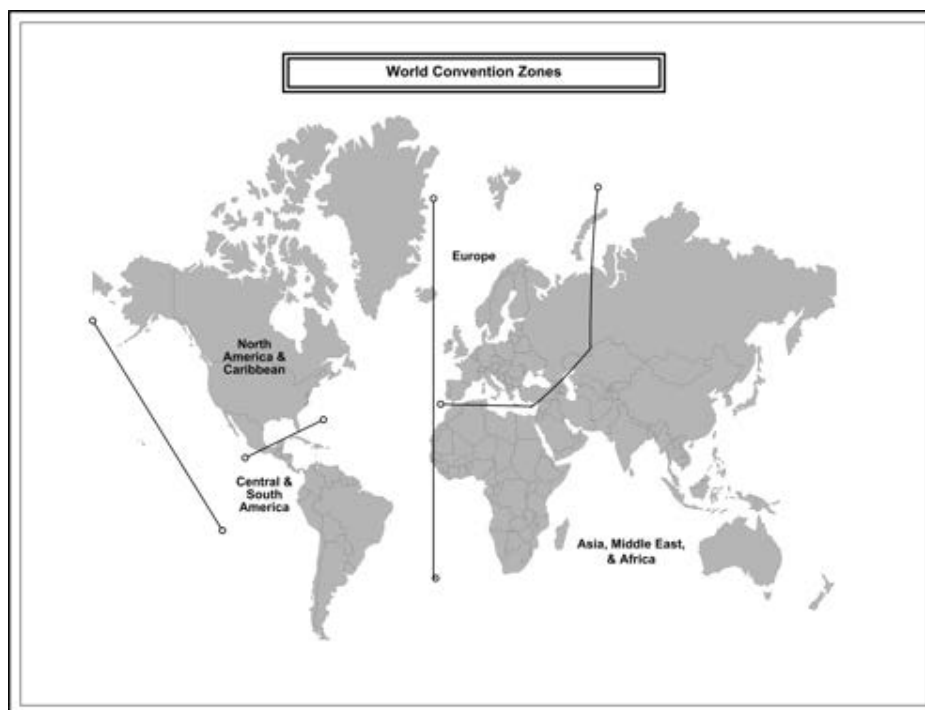 World Convention Zones
Europe
North
America &
Caribbean
Central &
South
America
Asia, Middle East,
& Africa